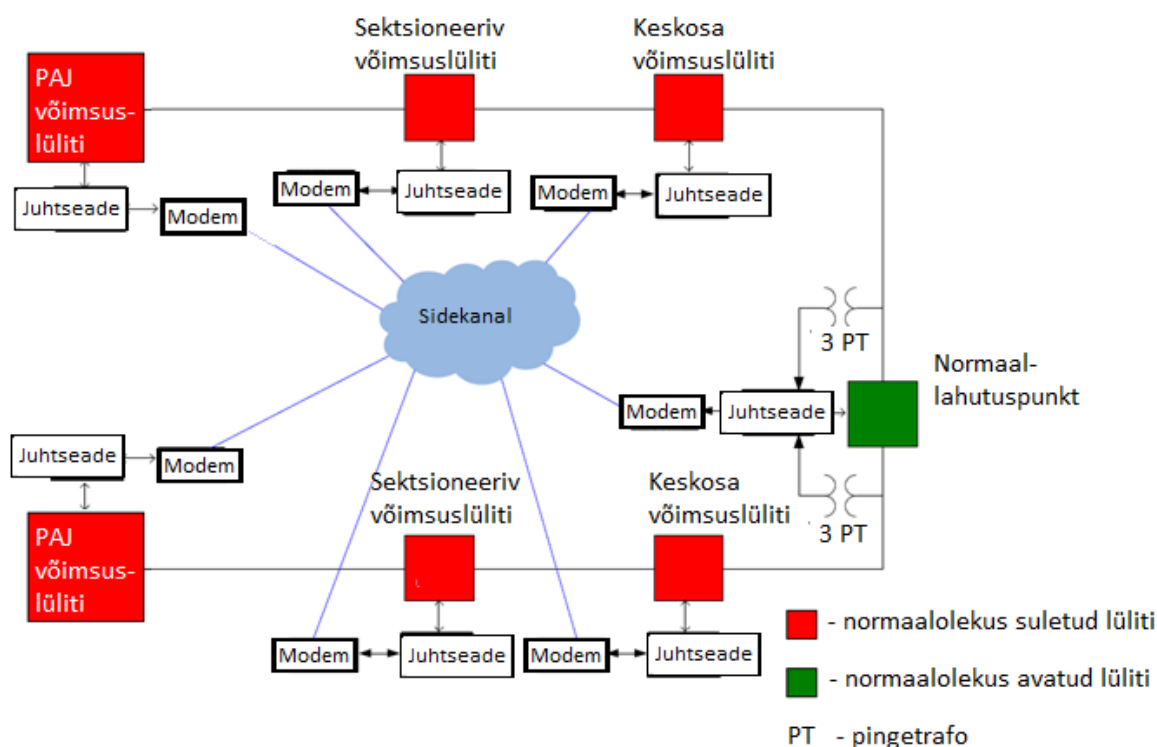 Sektsioneeriv
võimsuslüliti
Keskosa
võimsuslüliti
PAJ
võimsus-
lüliti
Juhtseade
Modem
Modem
Juhtseade
Modem
Juhtseade
Sidekanal
3 PT
Normaal-
lahutuspunkt
Modem
Juhtseade
3 PT
Juhtseade
Modem
PAJ
võimsus-
lüliti
Sektsioneeriv
võimsuslüliti
Keskosa
võimsuslüliti
Modem
Juhtseade
Modem
Juhtseade
- normaalolekus suletud lüliti
- normaalolekus avatud lüliti
PT - pingetrafo